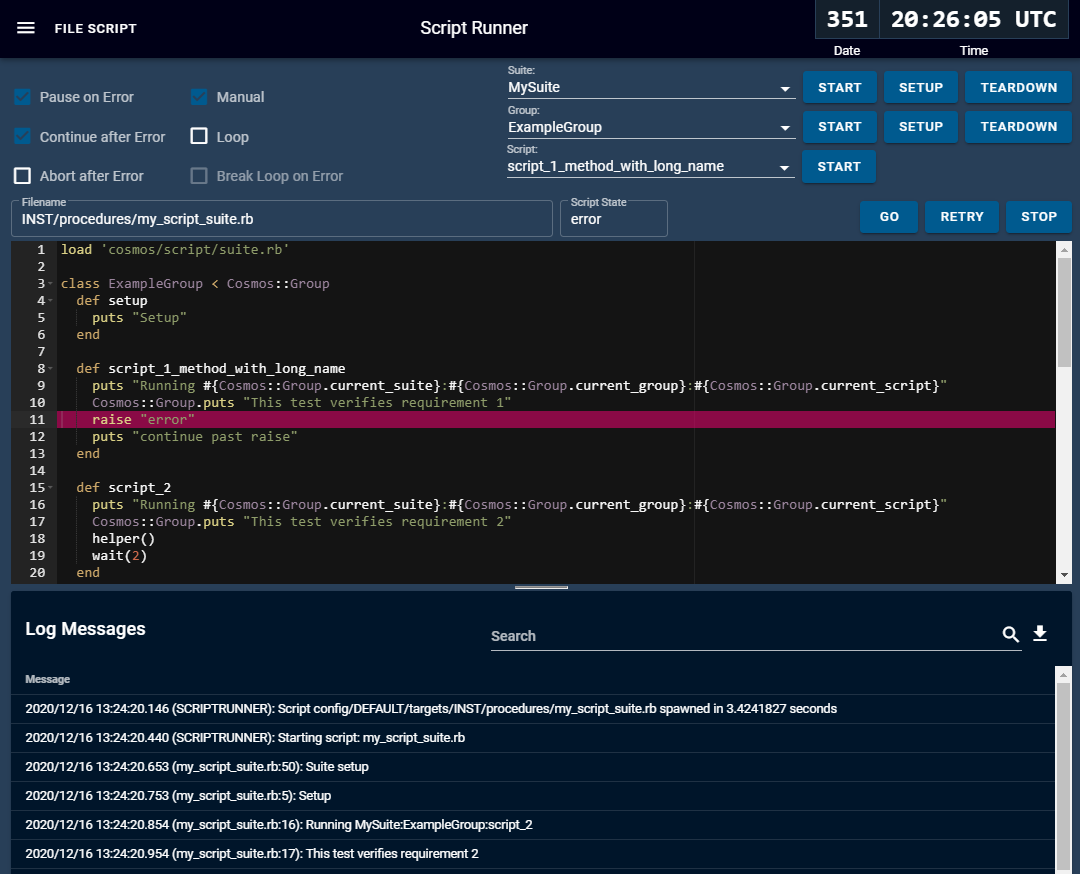 FILE SCRIPT
Script Runner
351 20:26:05 UTC
Date Time
Pause on Error Manual
Continue after Error Loop
Abort after Error Break Loop on Error
Suite:
MySuite START SETUP TEARDOWN
Group:
ExampleGroup START SETUP TEARDOWN
Script:
script_1_method_with_long_name START
Filename
INST/procedures/my_script_suite.rb
Script State
error
GO RETRY STOP
1 load 'cosmos/script/suite.rb'
2
3 class ExampleGroup < Cosmos::Group
4 def setup
5 puts "Setup"
6 end
7
8 def script_1_method_with_long_name
9 puts "Running #{Cosmos::Group.current_suite}:#{Cosmos::Group.current_group}:#{Cosmos::Group.current_script}"
10 Cosmos::Group.puts "This test verifies requirement 1"
11 raise "error"
12 puts "continue past raise"
13 end
14
15 def script_2
16 puts "Running #{Cosmos::Group.current_suite}:#{Cosmos::Group.current_group}:#{Cosmos::Group.current_script}"
17 Cosmos::Group.puts "This test verifies requirement 2"
18 helper()
19 wait(2)
20 end
Log Messages
Search
Message
2020/12/16 13:24:20.146 (SCRIPTRUNNER): Script config/DEFAULT/targets/INST/procedures/my_script_suite.rb spawned in 3.4241827 seconds
2020/12/16 13:24:20.440 (SCRIPTRUNNER): Starting script: my_script_suite.rb
2020/12/16 13:24:20.653 (my_script_suite.rb:50): Suite setup
2020/12/16 13:24:20.753 (my_script_suite.rb:5): Setup
2020/12/16 13:24:20.854 (my_script_suite.rb:16): Running MySuite:ExampleGroup:script_2
2020/12/16 13:24:20.954 (my_script_suite.rb:17): This test verifies requirement 2